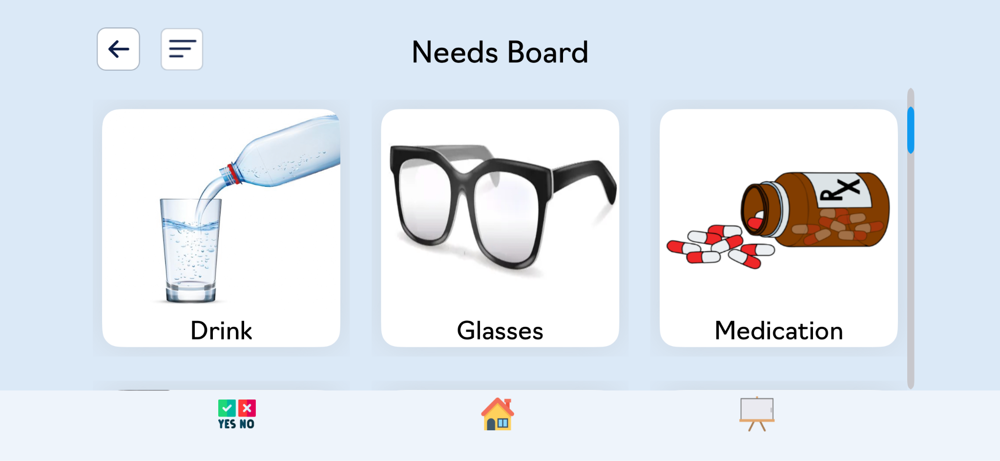 Needs Board
Rx
Drink
Glasses
Medication
YES NO